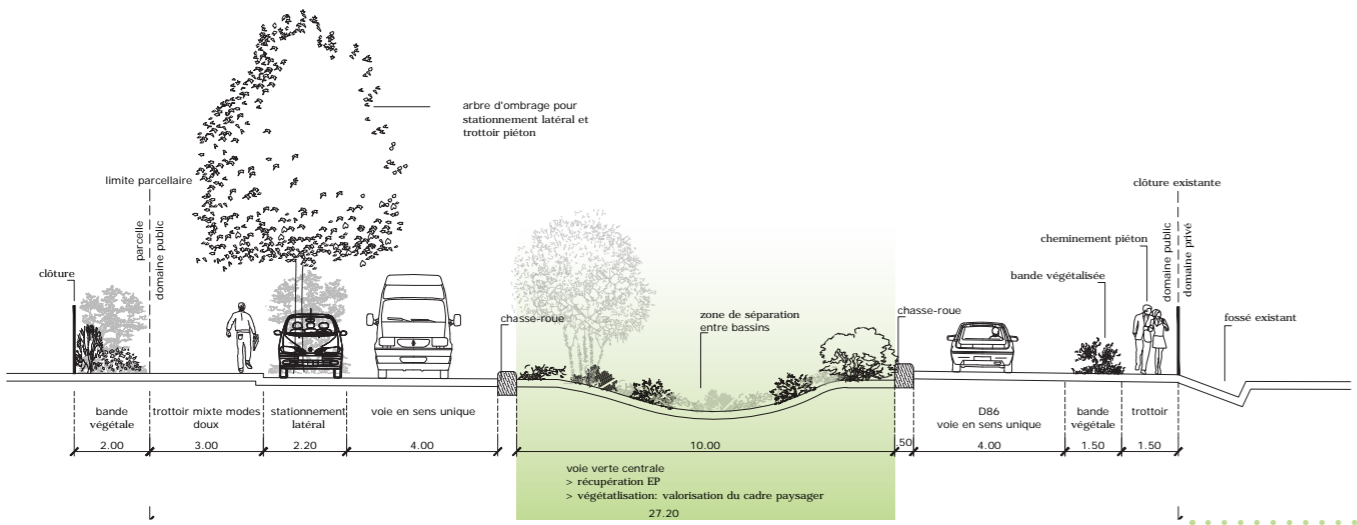 arbre d'ombrage pour
stationnement latéral et
trottoir piéton
limite parcellaire
clôture existante
parcelle
domaine public
domaine public
domaine privé
cheminement piéton
clôture
bande végétalisée
chasse-roue
zone de séparation
entre bassins
chasse-roue
fossé existant
bande
végétale
trottoir mixte modes
doux
stationnement
latéral
voie en sens unique
D86
voie en sens unique
bande
végétale
trottoir
2.00
3.00
2.20
4.00
10.00
.50
4.00
1.50
1.50
voie verte centrale
> récupération EP
> végétatlisation: valorisation du cadre paysager
27.20